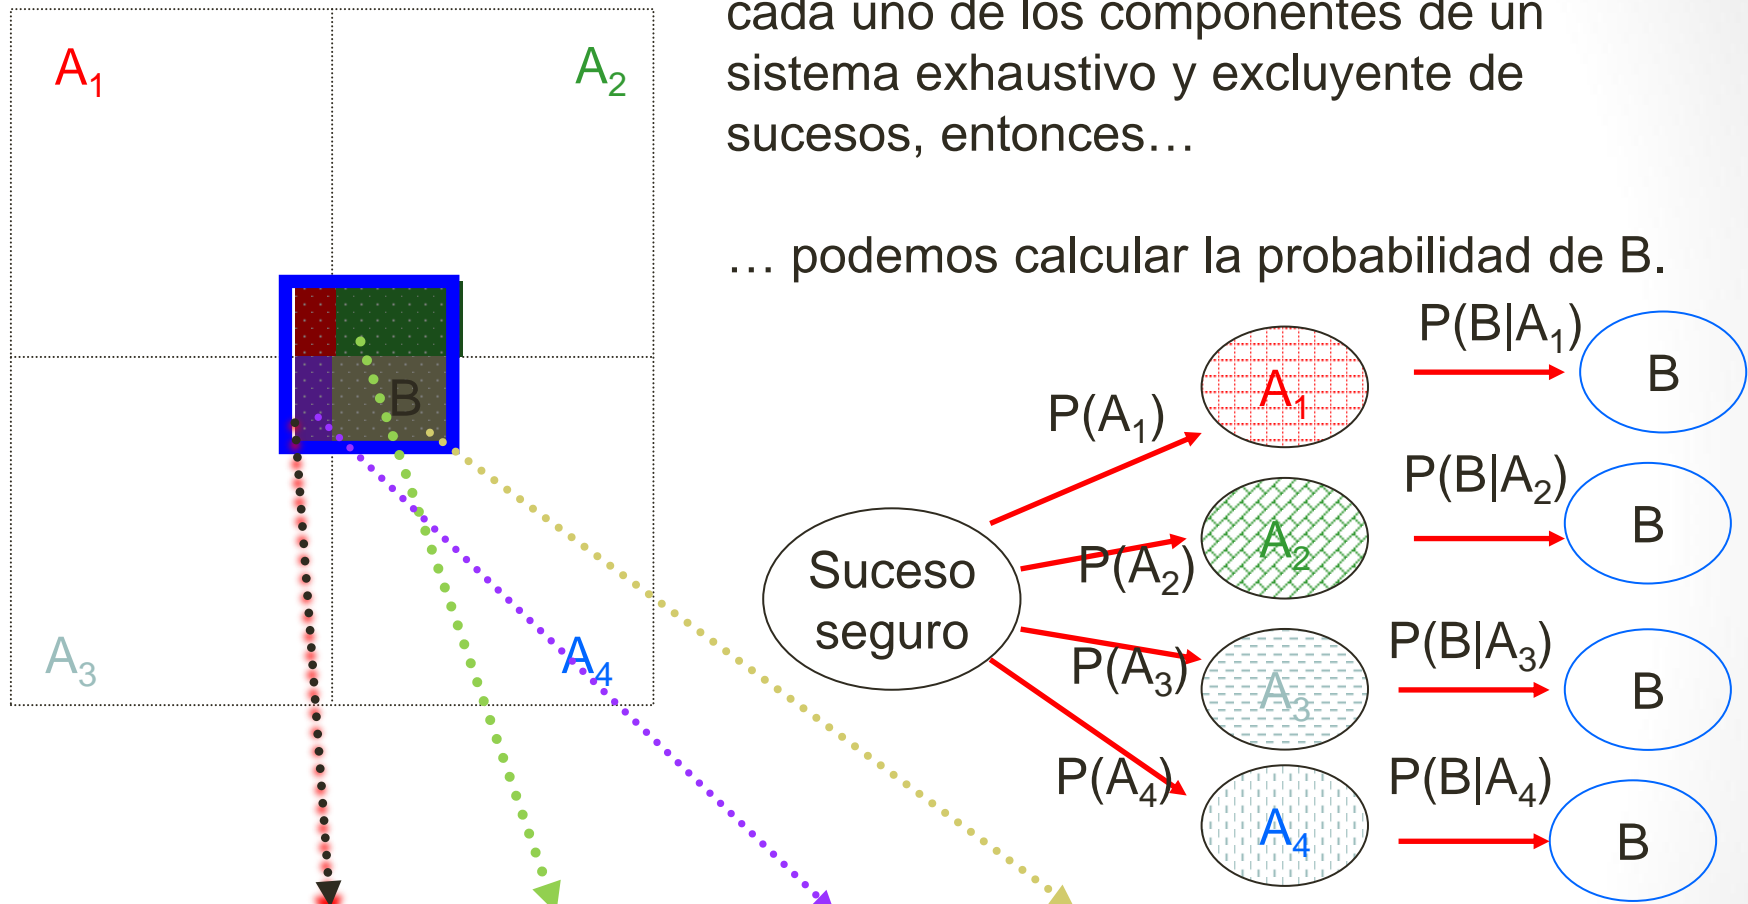 cada uno de los componentes de un
sistema exhaustivo y excluyente de
sucesos, entonces…
… podemos calcular la probabilidad de B.
A₁
A₂
B
A₃
A₄
Suceso
seguro
P(A₁)
P(A₂)
P(A₃)
P(A₄)
A₁
A₂
A₃
A₄
P(B|A₁)
B
P(B|A₂)
B
P(B|A₃)
B
P(B|A₄)
B